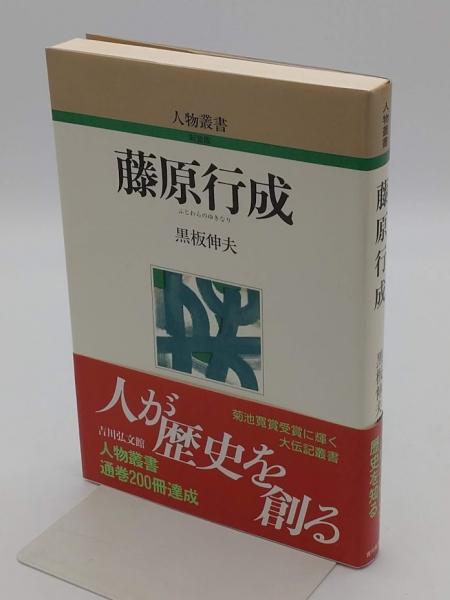 人物叢書
新装版
藤原行成
ふじわらのゆきなり
黒板伸夫
人が歴史を創る
菊池寛賞受賞に輝く
大伝記叢書
吉川弘文館
人物叢書
通巻200冊達成
人物叢書
藤原行成
黒板伸夫
歴史を知る